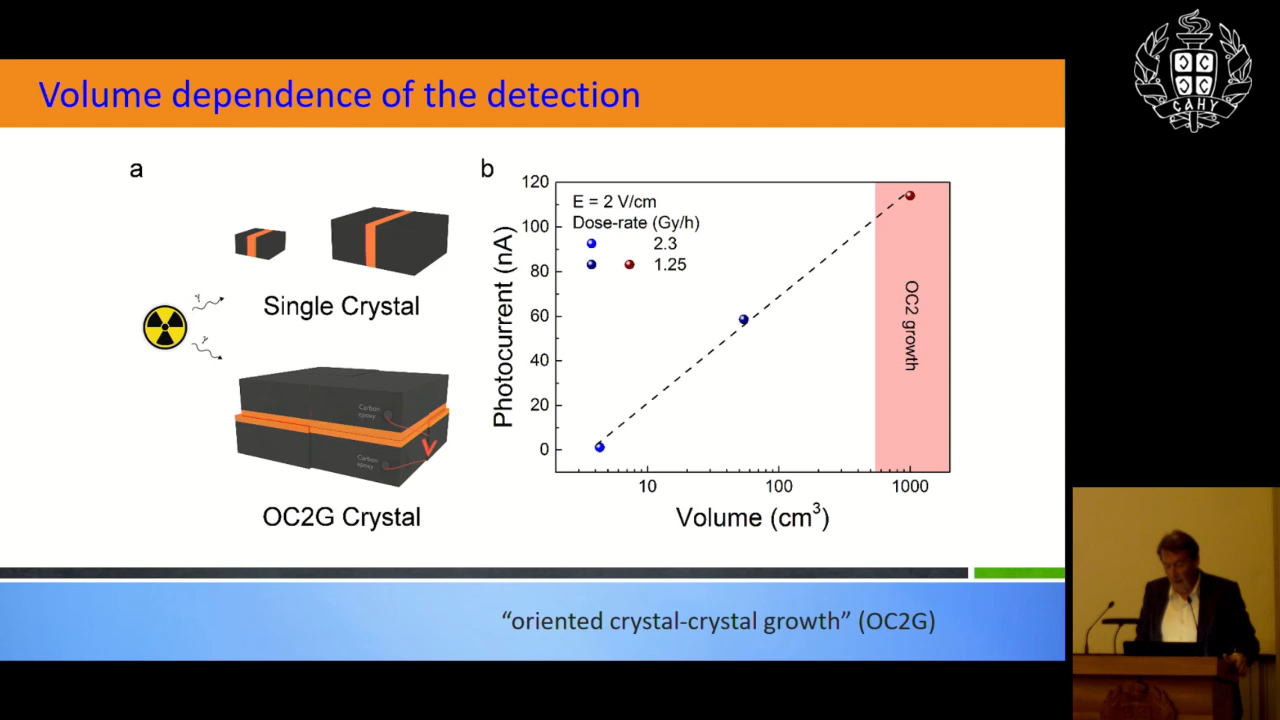 Volume dependence of the detection
a
γ
γ
Single Crystal
Carbon
epoxy
Carbon
epoxy
V
OC2G Crystal
b
E = 2 V/cm
Dose-rate (Gy/h)
2.3
1.25
Photocurrent (nA)
120
100
80
60
40
20
0
10
100
1000
Volume (cm³)
OC2 growth
“oriented crystal-crystal growth” (OC2G)
С С
С С
САНУ